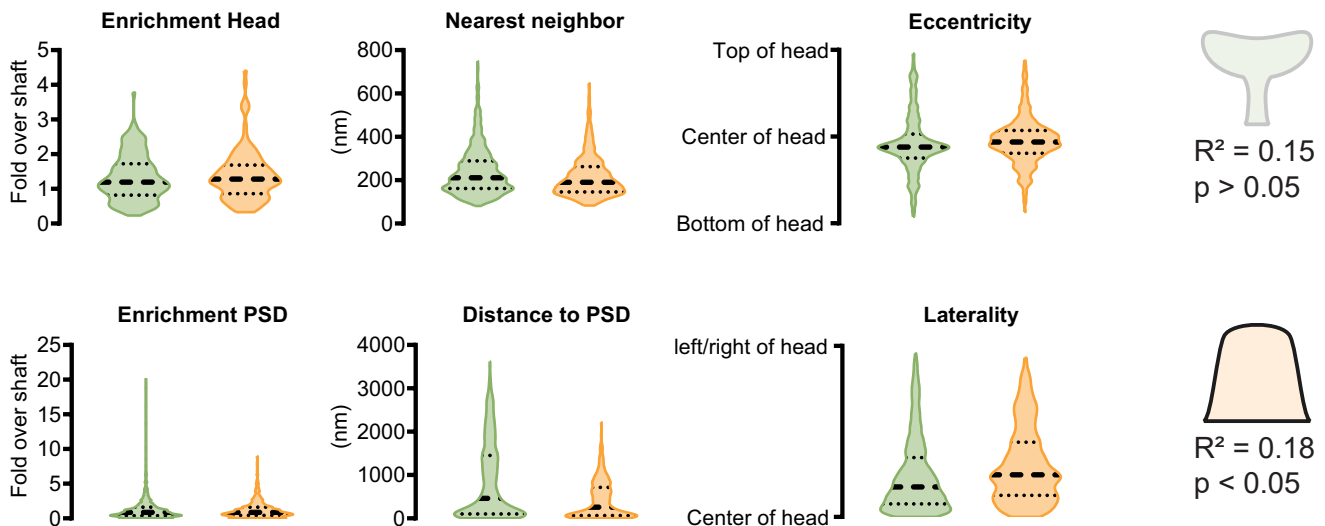 Enrichment Head
Fold over shaft
5
4
3
2
1
0
Nearest neighbor
(nm)
800
600
400
200
0
Eccentricity
Top of head
Center of head
Bottom of head
R² = 0.15
p > 0.05
Enrichment PSD
Fold over shaft
25
20
15
10
5
0
Distance to PSD
(nm)
4000
3000
2000
1000
0
Laterality
left/right of head
Center of head
R² = 0.18
p < 0.05